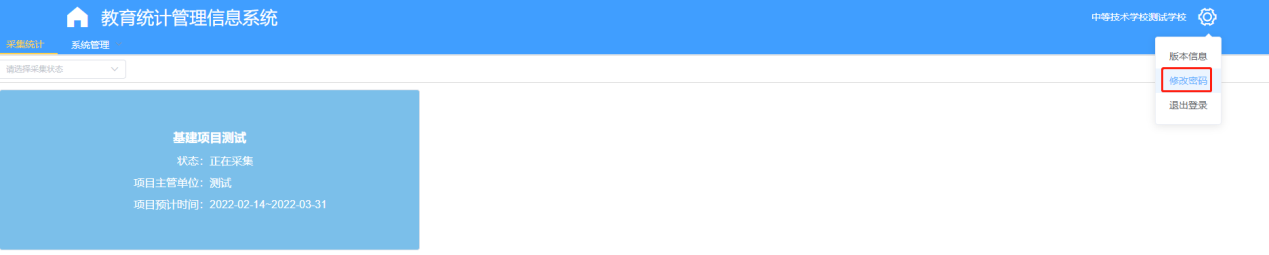 教育统计管理信息系统
中等技术学校测试学校
采集统计
系统管理
版本信息
请选择采集状态
修改密码
退出登录
基建项目测试
状态：正在采集
项目主管单位：测试
项目预计时间：2022-02-14~2022-03-31